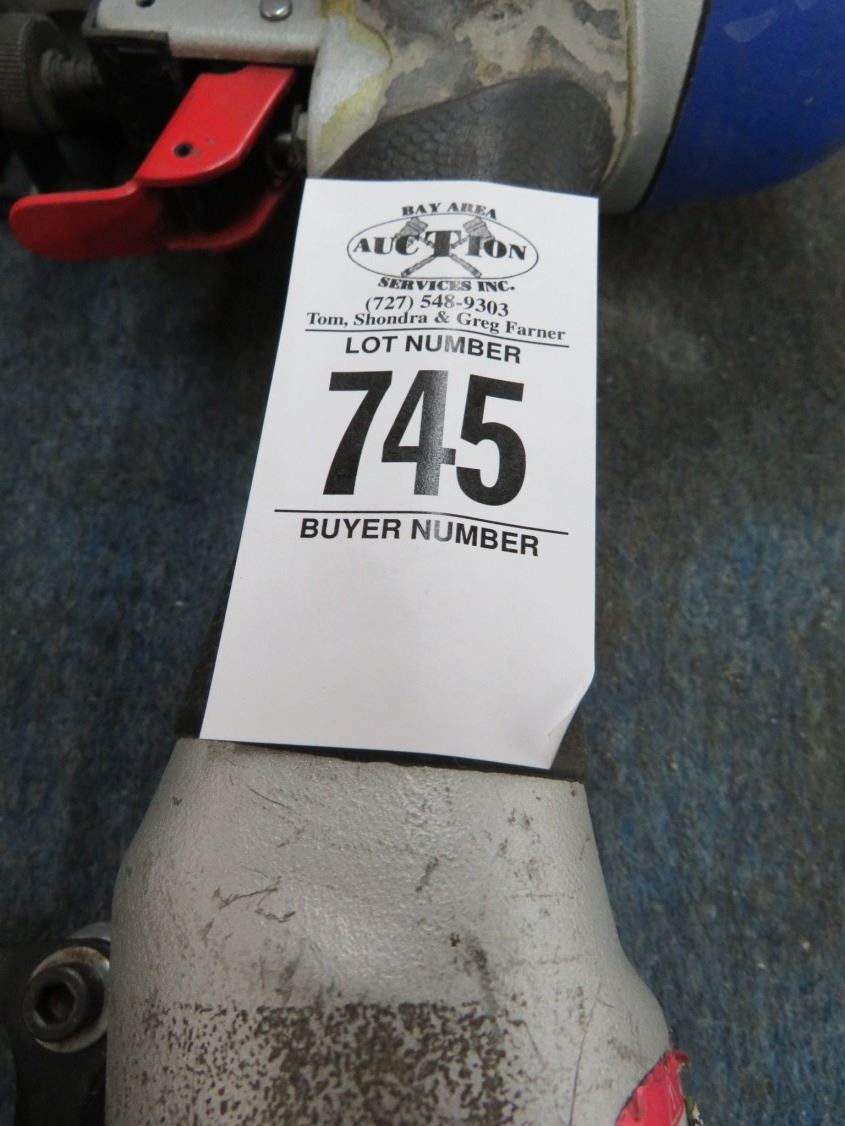 BAY AREA
AUCTION
SERVICES INC.
(727) 548-9303
Tom, Shondra & Greg Farner
LOT NUMBER
745
BUYER NUMBER